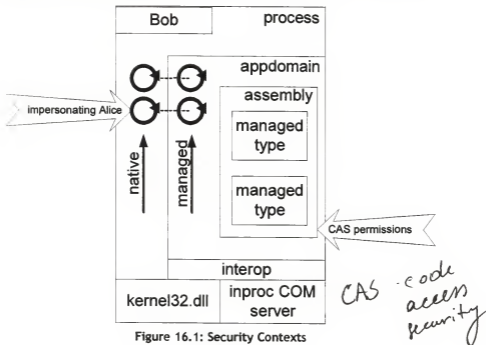 Bob
process
appdomain
assembly
impersonating Alice
managed
type
native
managed
managed
type
CAS permissions
interop
kernel32.dll
inproc COM
server
CAS code
access
security
Figure 16.1: Security Contexts